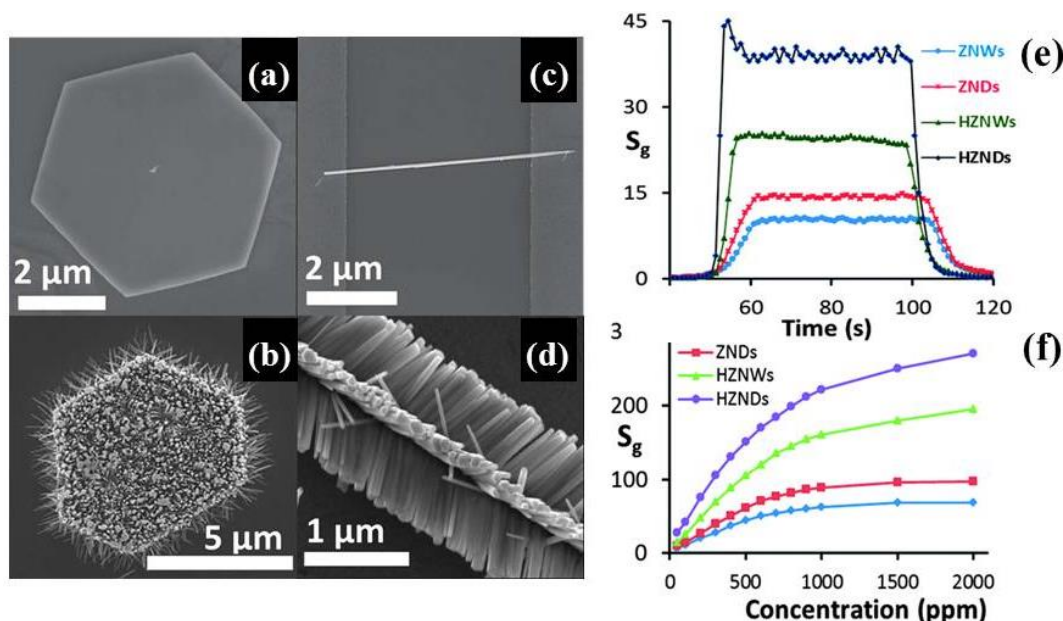 (a)
2 μm
(c)
2 μm
(b)
5 μm
(d)
1 μm
(e)
45
30
15
0
Sg
ZNWs
ZNDs
HZNWs
HZNDs
60
80
100
120
Time (s)
(f)
3
200
100
0
Sg
ZNDs
HZNWs
HZNDs
0
500
1000
1500
2000
Concentration (ppm)